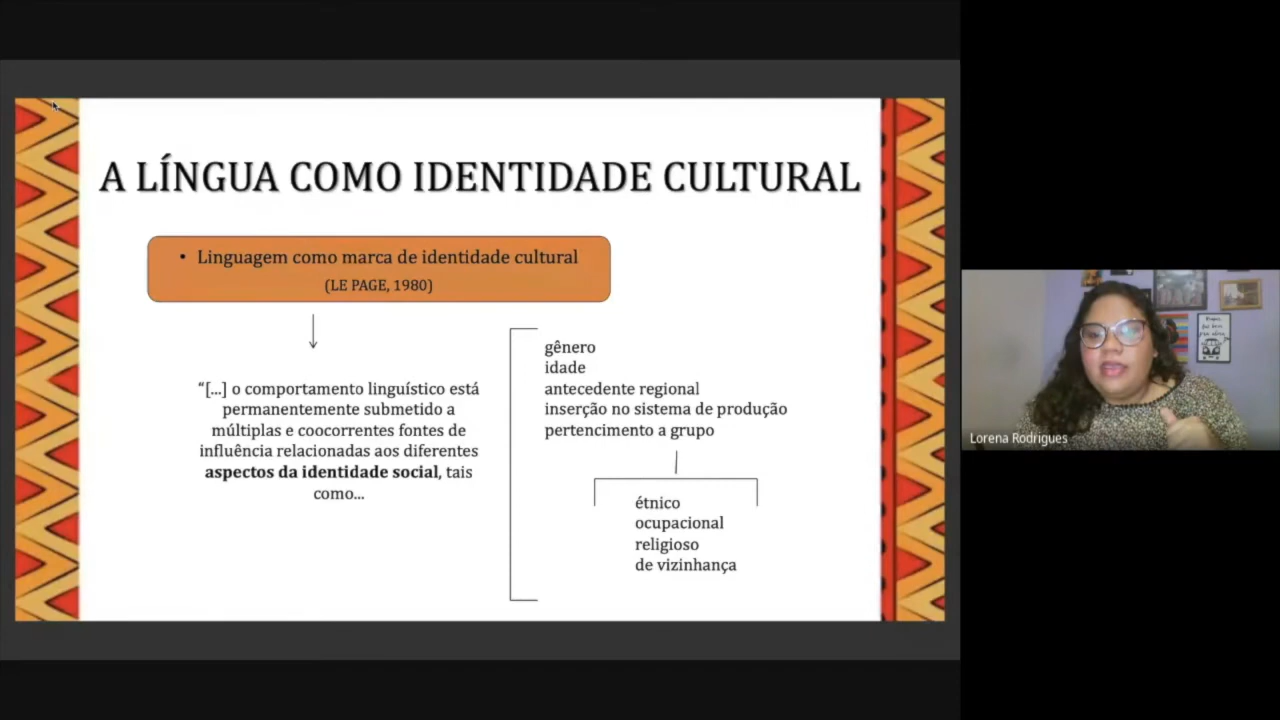 A LÍNGUA COMO IDENTIDADE CULTURAL
• Linguagem como marca de identidade cultural
(LE PAGE, 1980)
“[...] o comportamento linguístico está
permanentemente submetido a
múltiplas e coocorrentes fontes de
influência relacionadas aos diferentes
aspectos da identidade social, tais
como...
gênero
idade
antecedente regional
inserção no sistema de produção
pertencimento a grupo
étnico
ocupacional
religioso
de vizinhança
Lorena Rodrigues